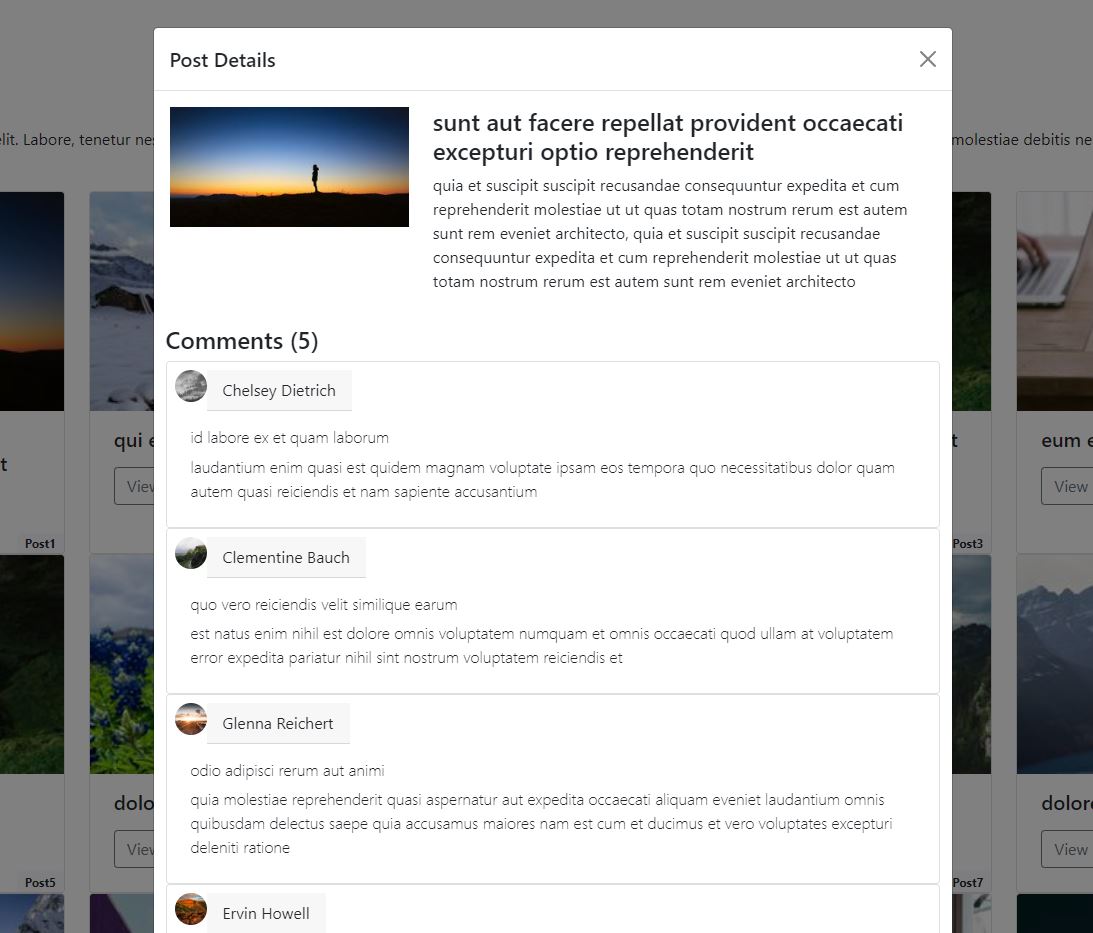 Post Details
sunt aut facere repellat provident occaecati
excepturi optio reprehenderit
quia et suscipit suscipit recusandae consequuntur expedita et cum
reprehenderit molestiae ut ut quas totam nostrum rerum est autem
sunt rem eveniet architecto, quia et suscipit suscipit recusandae
consequuntur expedita et cum reprehenderit molestiae ut ut quas
totam nostrum rerum est autem sunt rem eveniet architecto
Comments (5)
Chelsey Dietrich
id labore ex et quam laborum
laudantium enim quasi est quidem magnam voluptate ipsam eos tempora quo necessitatibus dolor quam
autem quasi reiciendis et nam sapiente accusantium
Clementine Bauch
quo vero reiciendis velit similique earum
est natus enim nihil est dolore omnis voluptatem numquam et omnis occaecati quod ullam at voluptatem
error expedita pariatur nihil sint nostrum voluptatem reiciendis et
Glenna Reichert
odio adipisci rerum aut animi
quia molestiae reprehenderit quasi aspernatur aut expedita occaecati aliquam eveniet laudantium omnis
quibusdam delectus saepe quia accusamus maiores nam est cum et ducimus et vero voluptates excepturi
deleniti ratione
Ervin Howell
Labore, tenetur
molestiae debitis
qui
eum
View
Post1
Post3
View
Post5
Post7